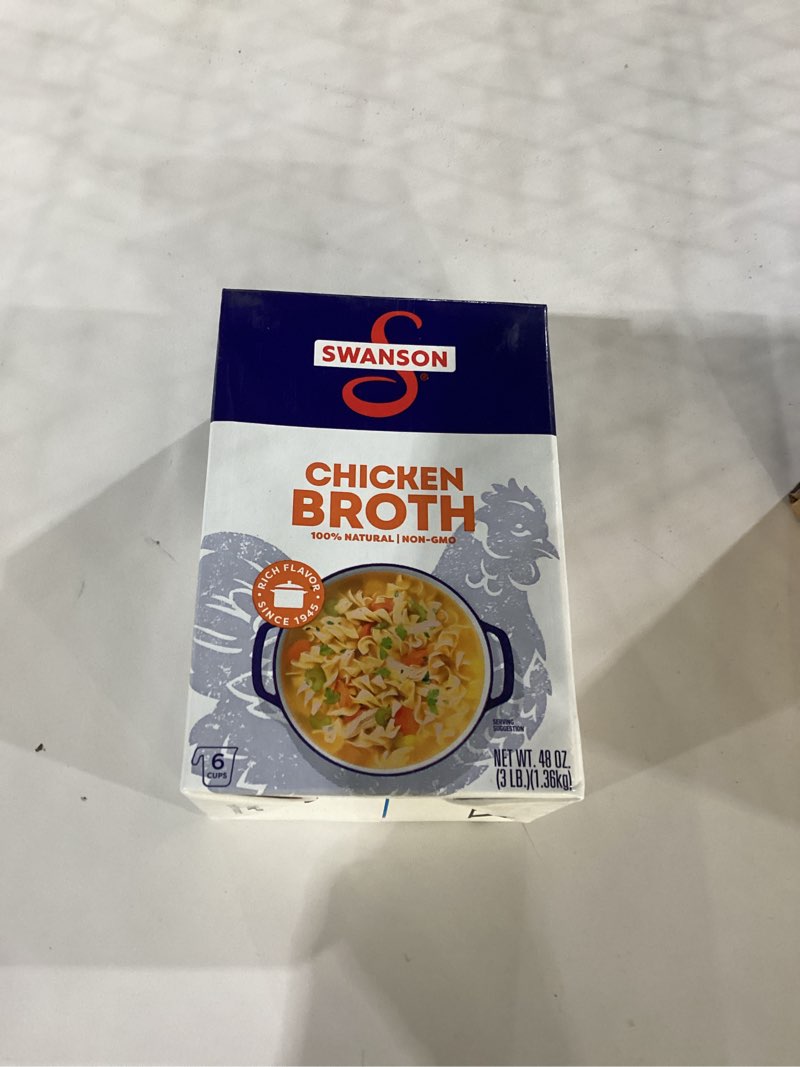 SWANSON
®
CHICKEN
BROTH
100% NATURAL | NON-GMO
RICH FLAVOR
SINCE 1945
SERVING
SUGGESTION
6
CUPS
NET WT. 48 OZ.
(3 LB.)(1.36kg)